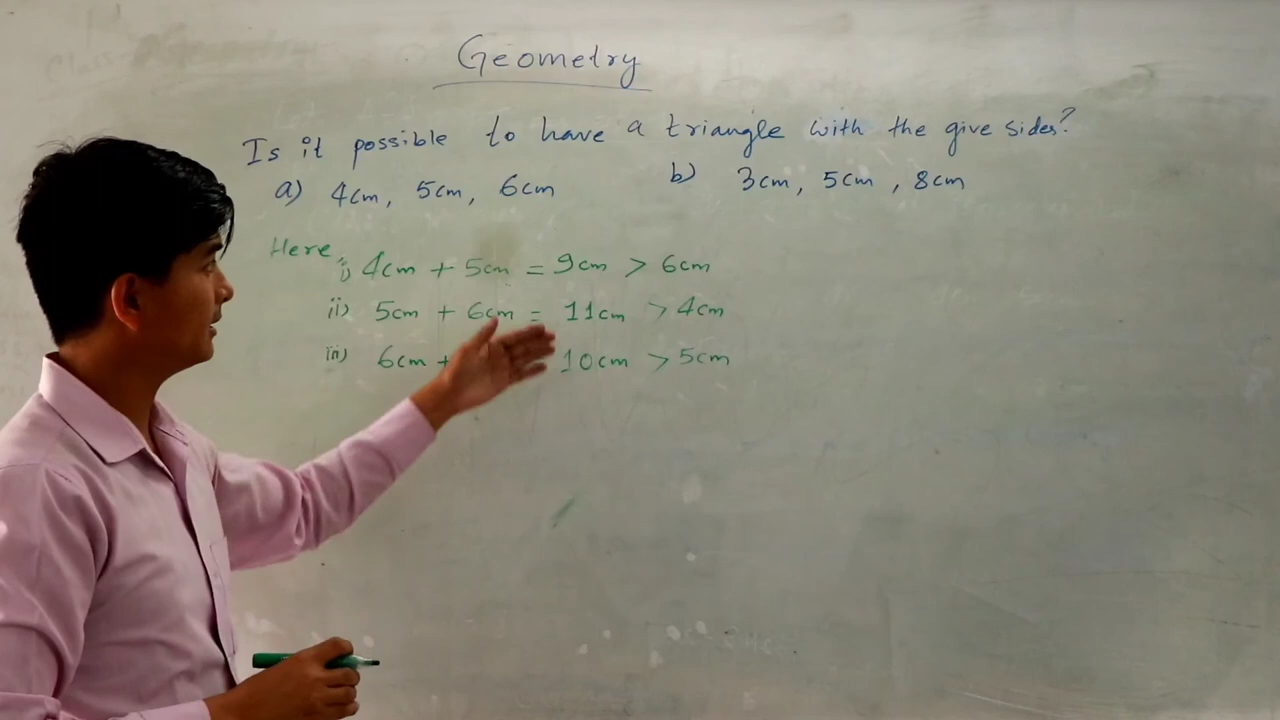 Geometry
Is it possible to have a triangle with the give sides?
a) 4cm, 5cm, 6cm b) 3cm, 5cm, 8cm
Here,
i) 4cm + 5cm = 9cm > 6cm
ii) 5cm + 6cm = 11cm > 4cm
iii) 6cm + 10cm > 5cm